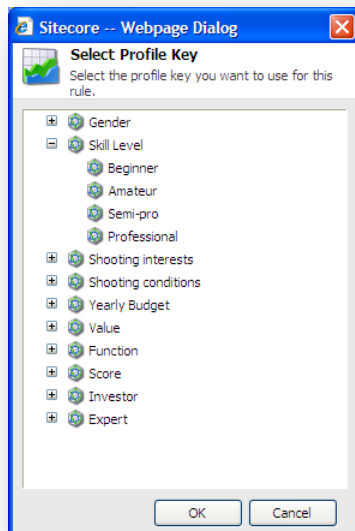 Sitecore -- Webpage Dialog
Select Profile Key
Select the profile key you want to use for this
rule.
Gender
Skill Level
Beginner
Amateur
Semi-pro
Professional
Shooting interests
Shooting conditions
Yearly Budget
Value
Function
Score
Investor
Expert
OK Cancel